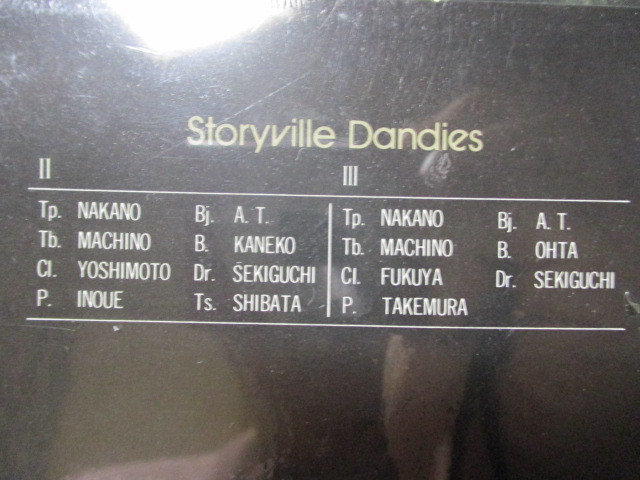 Storyville Dandies
II
Tp. NAKANO Bj. A. T.
Tb. MACHINO B. KANEKO
Cl. YOSHIMOTO Dr. SEKIGUCHI
P. INOUE Ts. SHIBATA
III
Tp. NAKANO Bj. A. T.
Tb. MACHINO B. OHTA
Cl. FUKUYA Dr. SEKIGUCHI
P. TAKEMURA